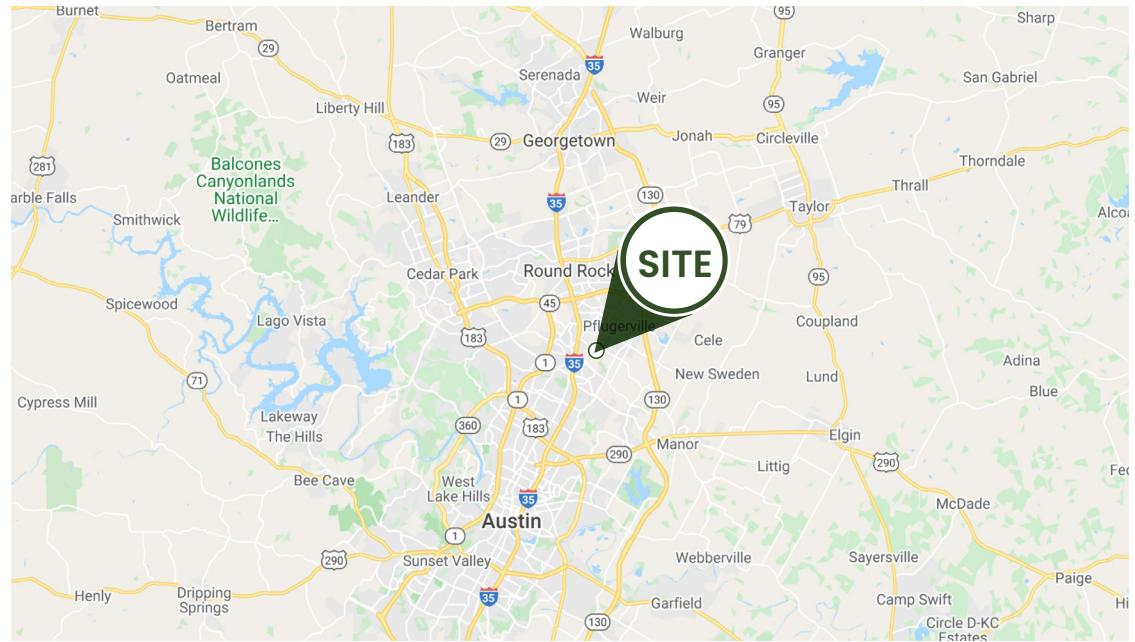 Burnet
Bertram
95
Sharp
Walburg
29
Granger
35
Serenada
Oatmeal
San Gabriel
Weir
Liberty Hill
95
29
Georgetown
Jonah
Circleville
183
281
Balcones
Canyonlands
National
Wildlife...
Thorndale
arble Falls
Leander
35
130
Thrall
Taylor
Alcoa
Smithwick
79
SITE
Cedar Park
Round Rock
95
Spicewood
45
Lago Vista
Pflugerville
Coupland
183
Cele
1
35
Adina
71
New Sweden
Lund
Blue
Cypress Mill
1
130
Lakeway
360
183
The Hills
Manor
Elgin
290
290
Littig
Bee Cave
West
Lake Hills
35
McDade
Austin
1
290
Sunset Valley
Webberville
Sayersville
Paige
Henly
Dripping
Springs
35
Garfield
Camp Swift
130
Circle D-KC
Estates